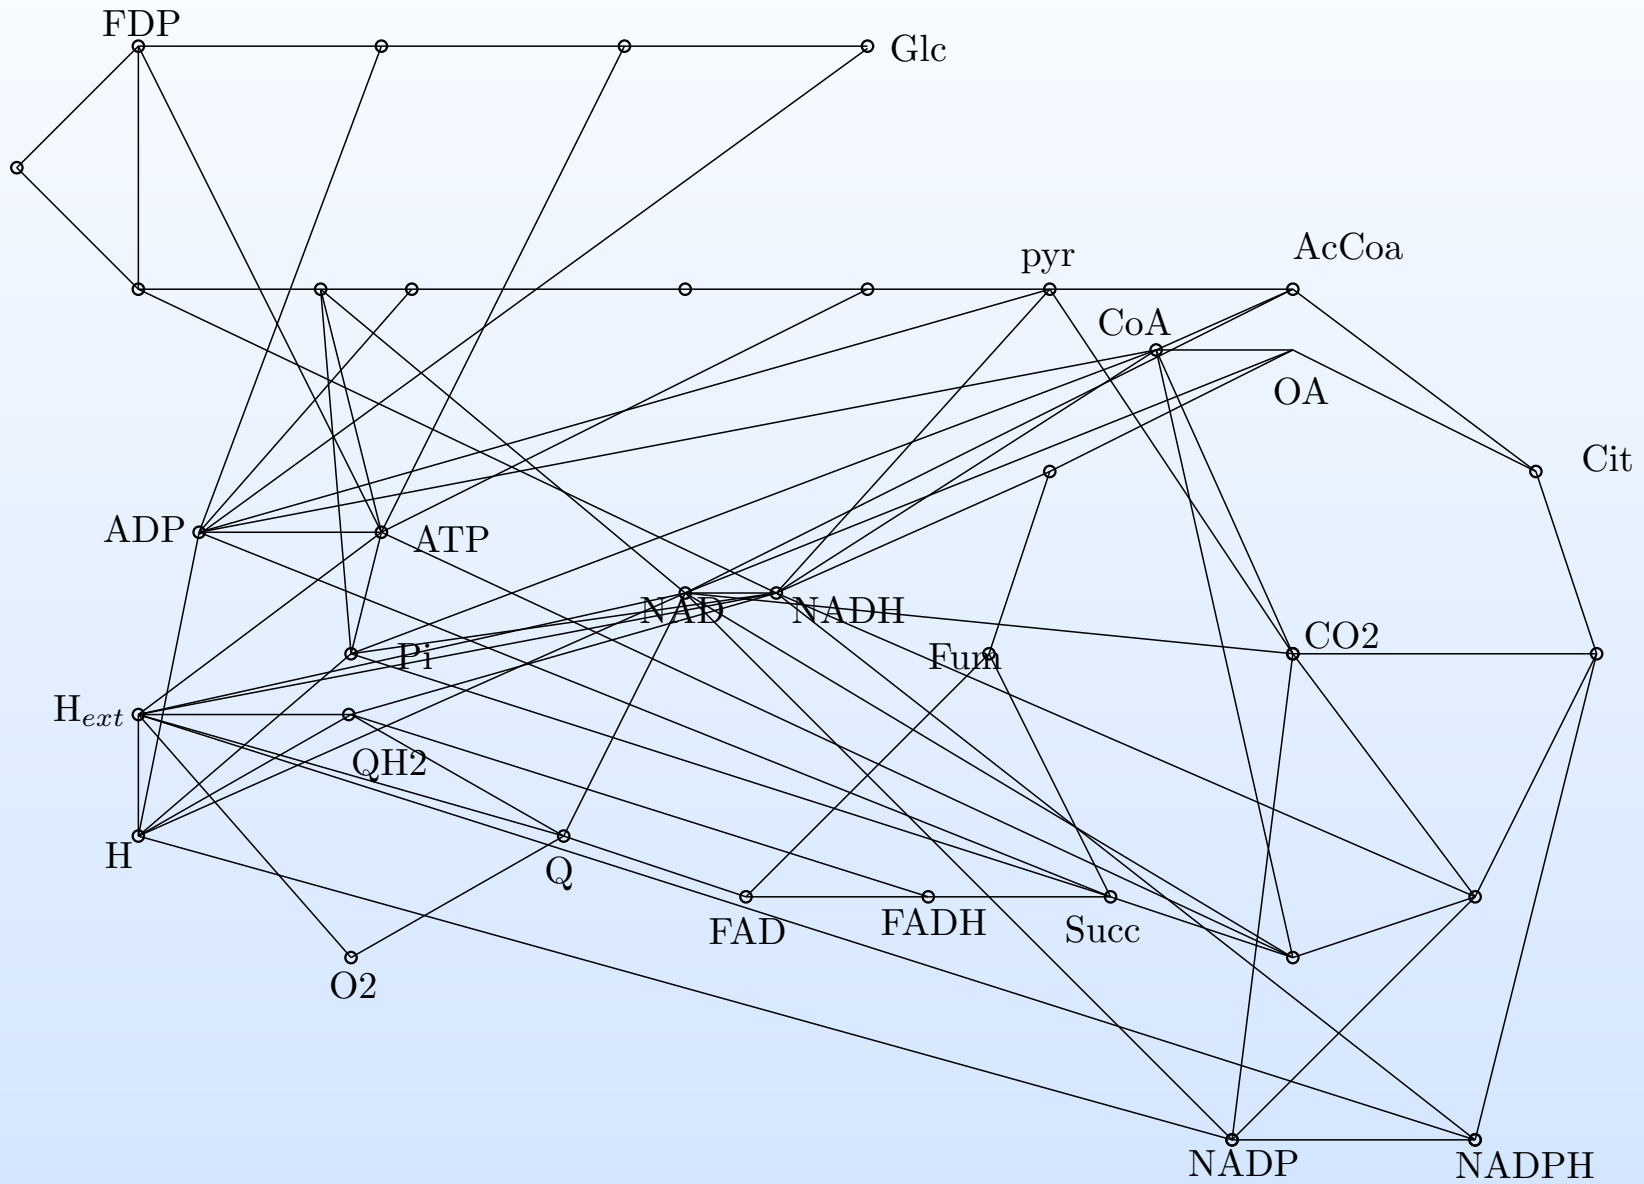 FDP
Glc
pyr
AcCoa
CoA
OA
Cit
ADP
ATP
NAD
NADH
CO2
Pi
Fum
H_ext
QH2
H
Q
FAD
FADH
Succ
O2
NADP
NADPH